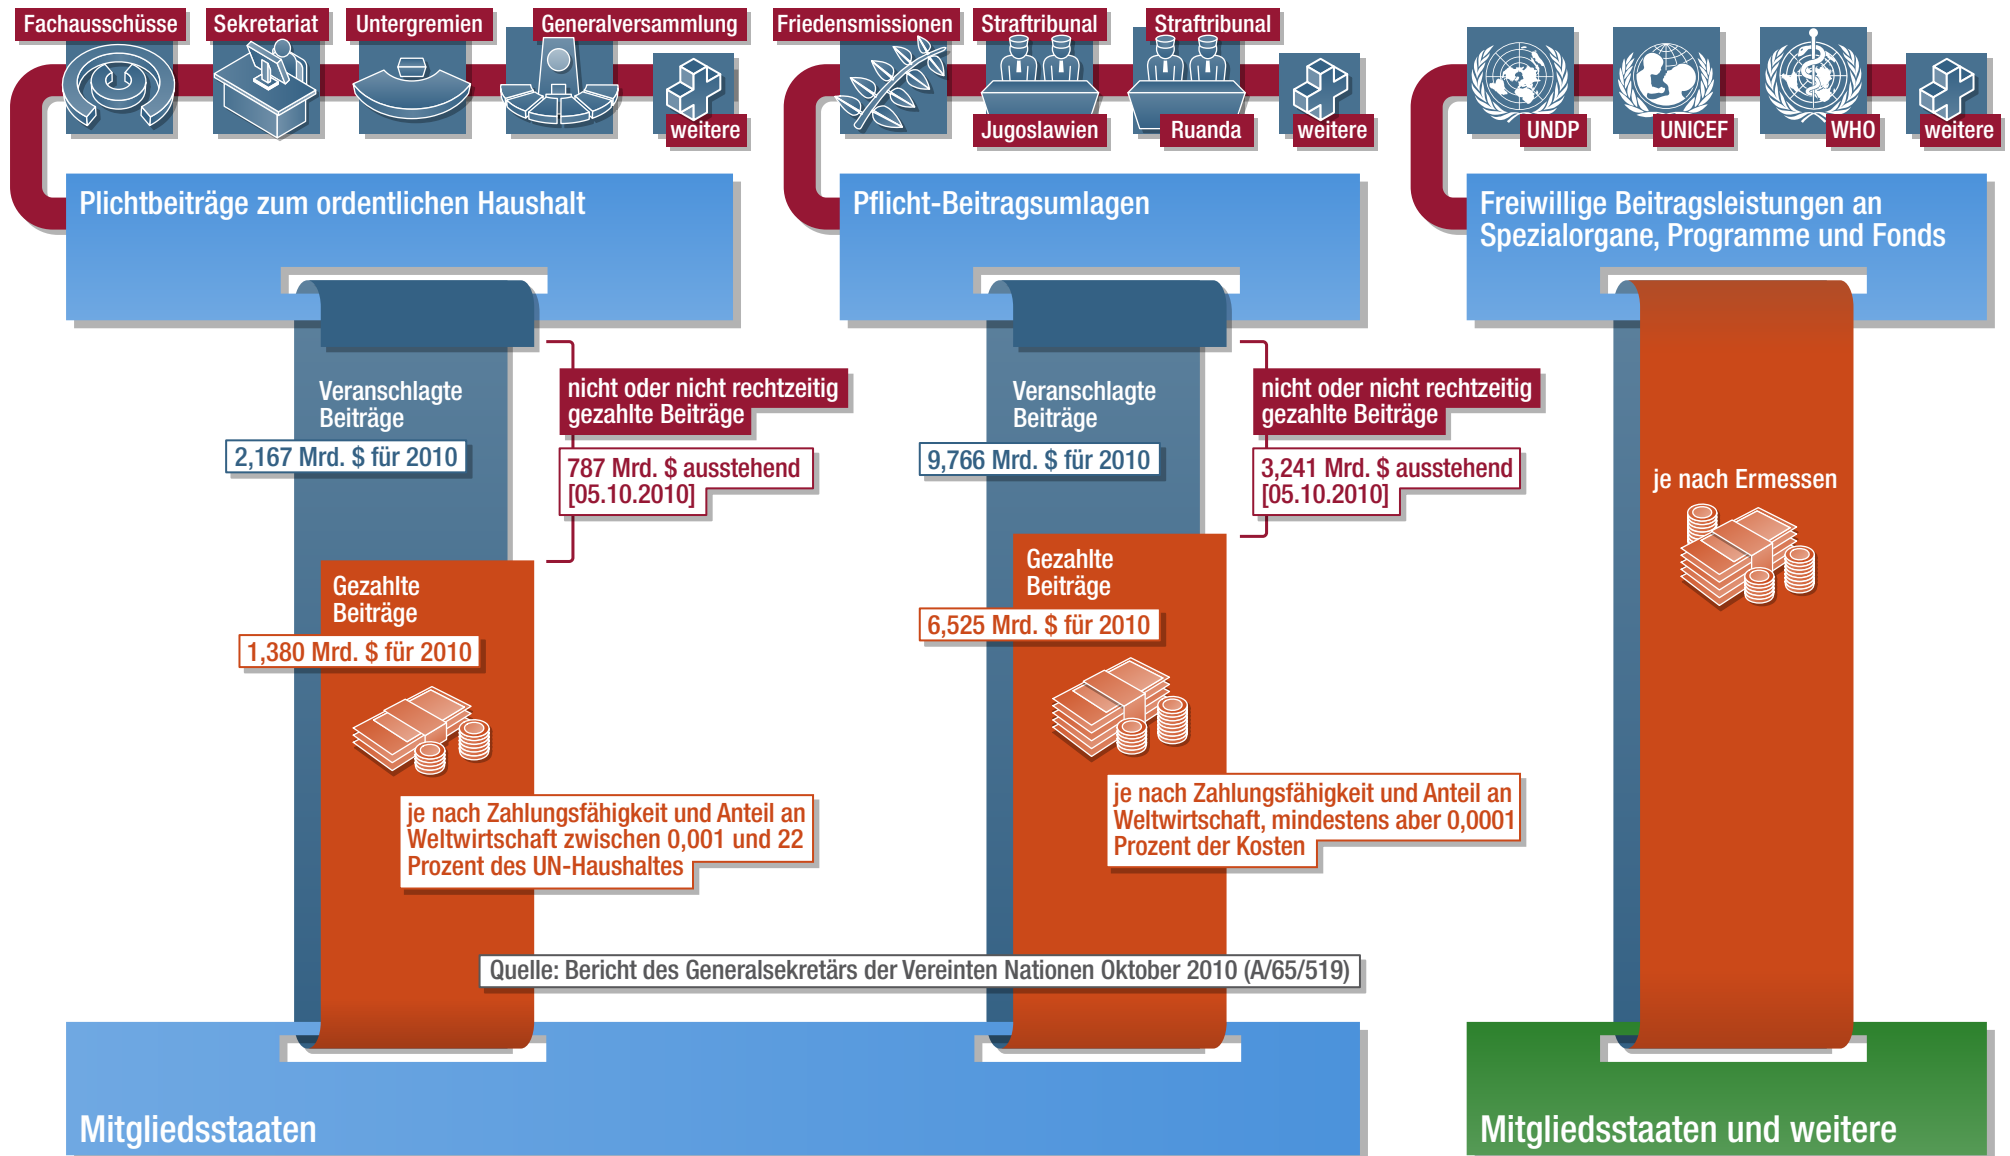 Fachausschüsse
Sekretariat
Untergremien
Generalversammlung
weitere
Plichtbeiträge zum ordentlichen Haushalt
Veranschlagte
Beiträge
2,167 Mrd. $ für 2010
nicht oder nicht rechtzeitig
gezahlte Beiträge
787 Mrd. $ ausstehend
[05.10.2010]
Gezahlte
Beiträge
1,380 Mrd. $ für 2010
je nach Zahlungsfähigkeit und Anteil an
Weltwirtschaft zwischen 0,001 und 22
Prozent des UN-Haushaltes
Friedensmissionen
Straftribunal
Jugoslawien
Straftribunal
Ruanda
weitere
Pflicht-Beitragsumlagen
Veranschlagte
Beiträge
9,766 Mrd. $ für 2010
nicht oder nicht rechtzeitig
gezahlte Beiträge
3,241 Mrd. $ ausstehend
[05.10.2010]
Gezahlte
Beiträge
6,525 Mrd. $ für 2010
je nach Zahlungsfähigkeit und Anteil an
Weltwirtschaft, mindestens aber 0,0001
Prozent der Kosten
UNDP
UNICEF
WHO
weitere
Freiwillige Beitragsleistungen an
Spezialorgane, Programme und Fonds
je nach Ermessen
Quelle: Bericht des Generalsekretärs der Vereinten Nationen Oktober 2010 (A/65/519)
Mitgliedsstaaten
Mitgliedsstaaten und weitere